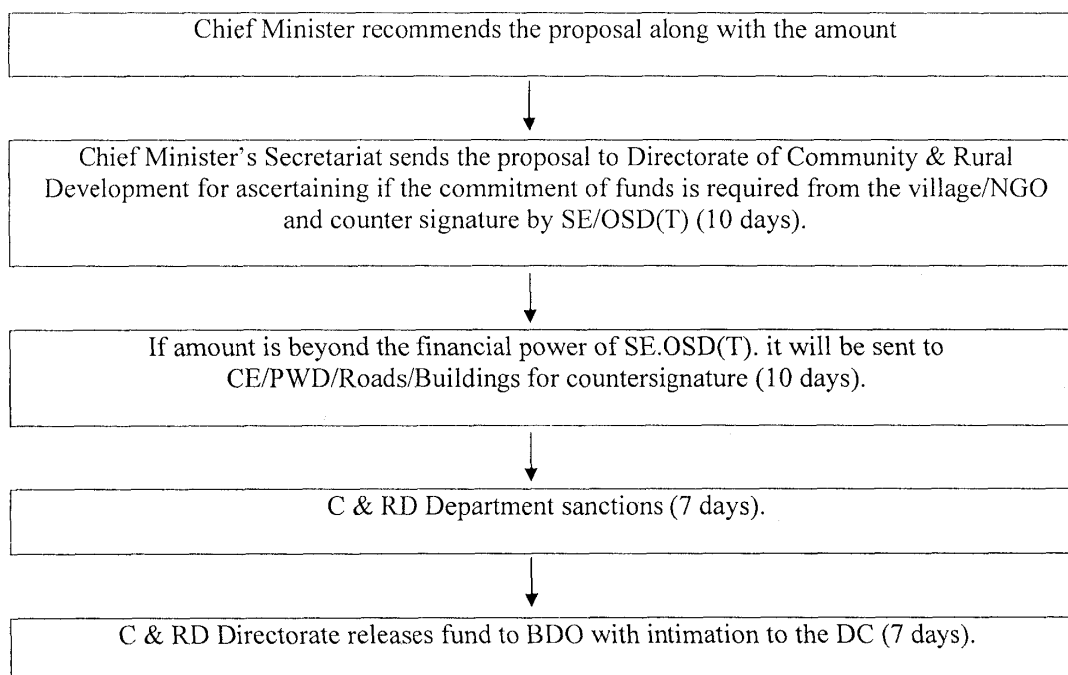 Chief Minister recommends the proposal along with the amount
Chief Minister's Secretariat sends the proposal to Directorate of Community & Rural
Development for ascertaining if the commitment of funds is required from the village/NGO
and counter signature by SE/OSD(T) (10 days).
If amount is beyond the financial power of SE.OSD(T). it will be sent to
CE/PWD/Roads/Buildings for countersignature (10 days).
C & RD Department sanctions (7 days).
C & RD Directorate releases fund to BDO with intimation to the DC (7 days).